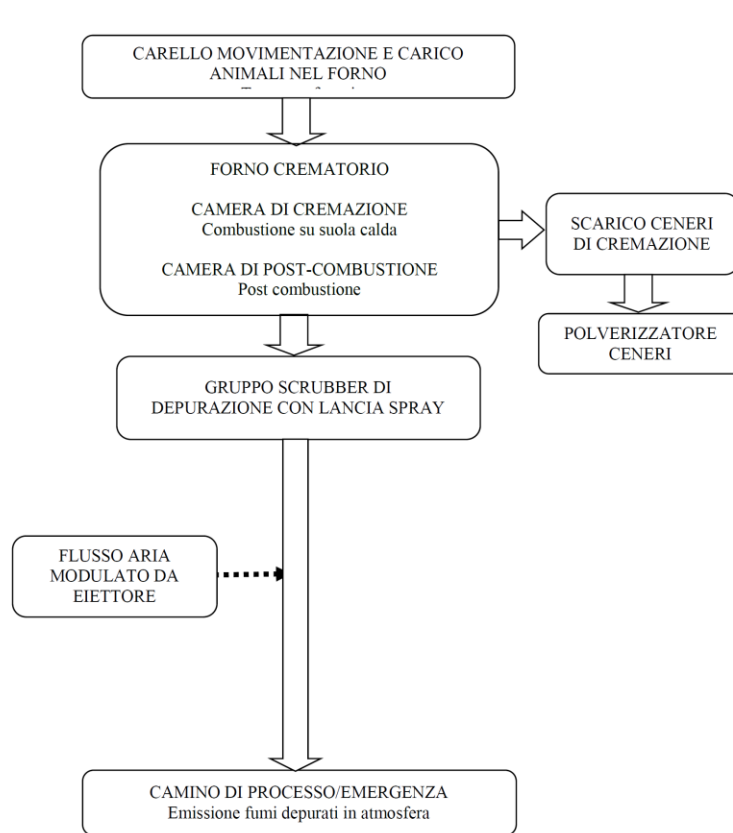 CARELLO MOVIMENTAZIONE E CARICO
ANIMALI NEL FORNO
FORNO CREMATORIO
CAMERA DI CREMAZIONE
Combustione su suola calda
CAMERA DI POST-COMBUSTIONE
Post combustione
SCARICO CENERI
DI CREMAZIONE
POLVERIZZATORE
CENERI
GRUPPO SCRUBBER DI
DEPURAZIONE CON LANCIA SPRAY
FLUSSO ARIA
MODULATO DA
EIETTORE
CAMINO DI PROCESSO/EMERGENZA
Emissione fumi depurati in atmosfera